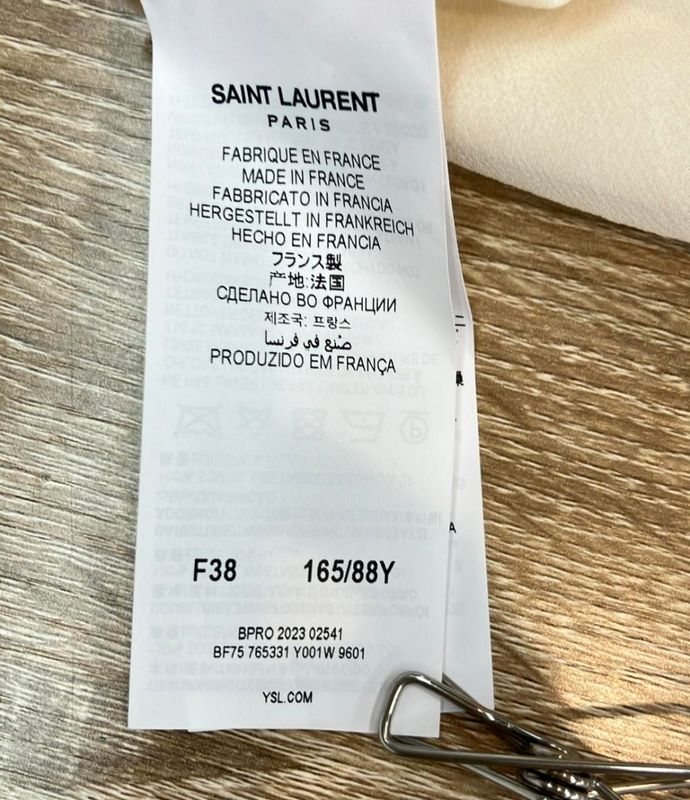 SAINT LAURENT
PARIS
FABRIQUE EN FRANCE
MADE IN FRANCE
FABBRICATO IN FRANCIA
HERGESTELLT IN FRANKREICH
HECHO EN FRANCIA
フランス製
产地:法国
СДЕЛАНО ВО ФРАНЦИИ
제조국: 프랑스
صنع في فرنسا
PRODUZIDO EM FRANÇA
F38 165/88Y
BPRO 2023 02541
BF75 765331 Y001W 9601
YSL.COM